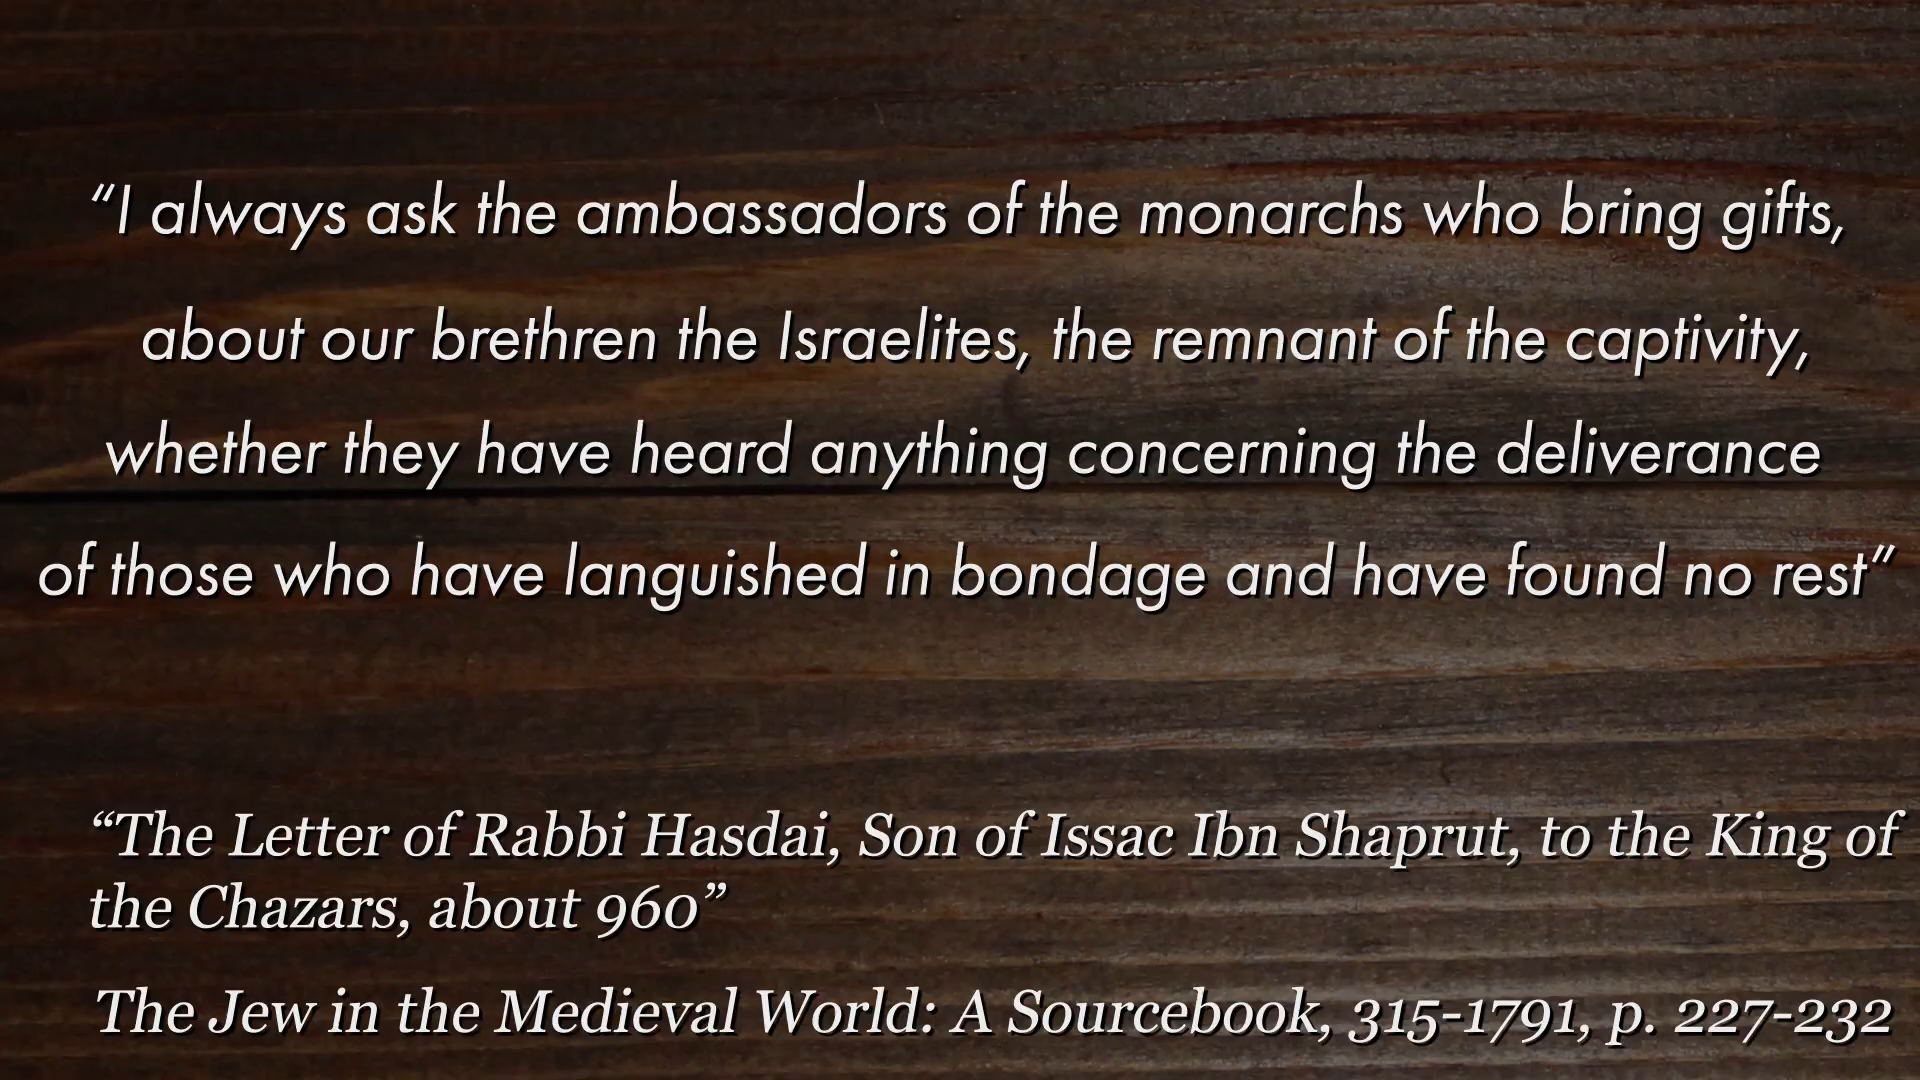 “I always ask the ambassadors of the monarchs who bring gifts,
about our brethren the Israelites, the remnant of the captivity,
whether they have heard anything concerning the deliverance
of those who have languished in bondage and have found no rest”
“The Letter of Rabbi Hasdai, Son of Issac Ibn Shaprut, to the King of
the Chazars, about 960”
The Jew in the Medieval World: A Sourcebook, 315-1791, p. 227-232